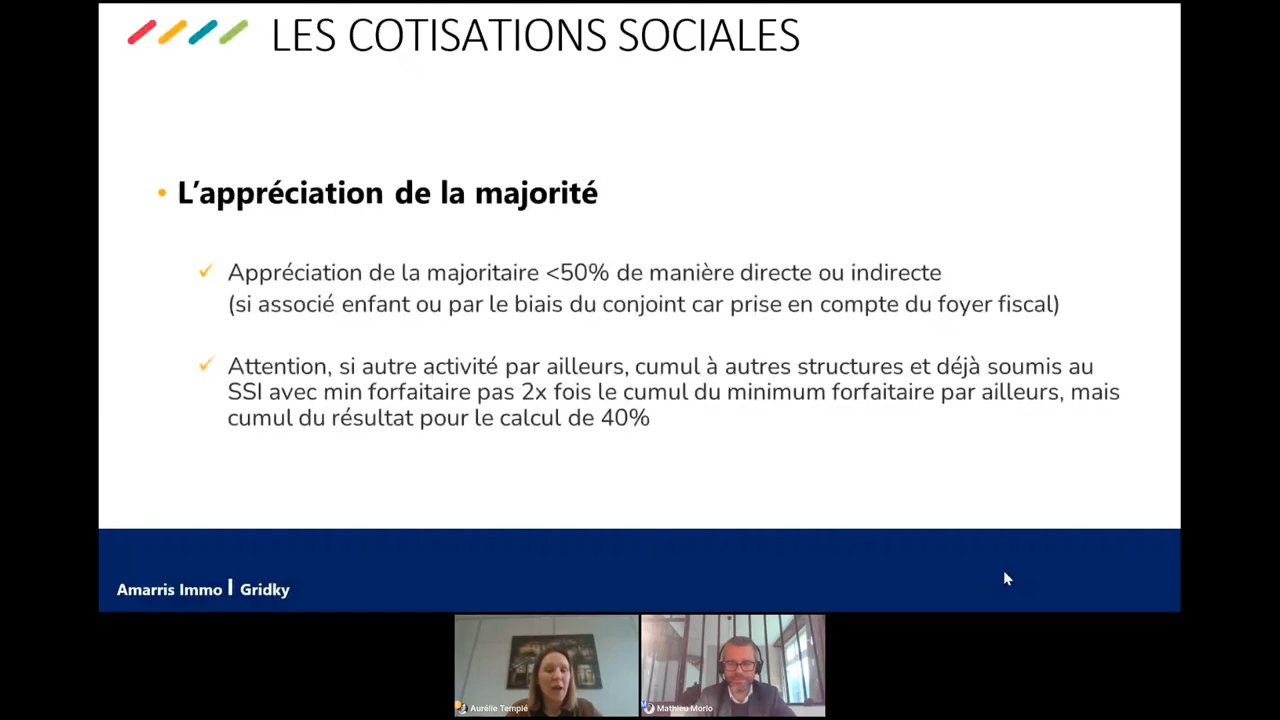 LES COTISATIONS SOCIALES
• L'appréciation de la majorité
Appréciation de la majoritaire <50% de manière directe ou indirecte
(si associé enfant ou par le biais du conjoint car prise en compte du foyer fiscal)
Attention, si autre activité par ailleurs, cumul à autres structures et déjà soumis au
SSI avec min forfaitaire pas 2x fois le cumul du minimum forfaitaire par ailleurs, mais
cumul du résultat pour le calcul de 40%
Amarris Immo | Gridky
Aurélie Templé
Mathieu Morio